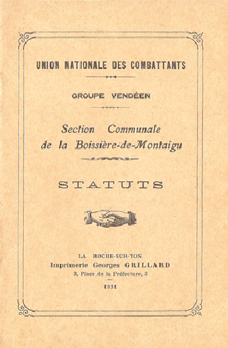 UNION NATIONALE DES COMBATTANTS
GROUPE VENDÉEN
Section Communale
de la Boissière-de-Montaigu
STATUTS
LA ROCHE-SUR-YON
Imprimerie Georges GRILLARD
3, Place de la Préfecture, 3
1931